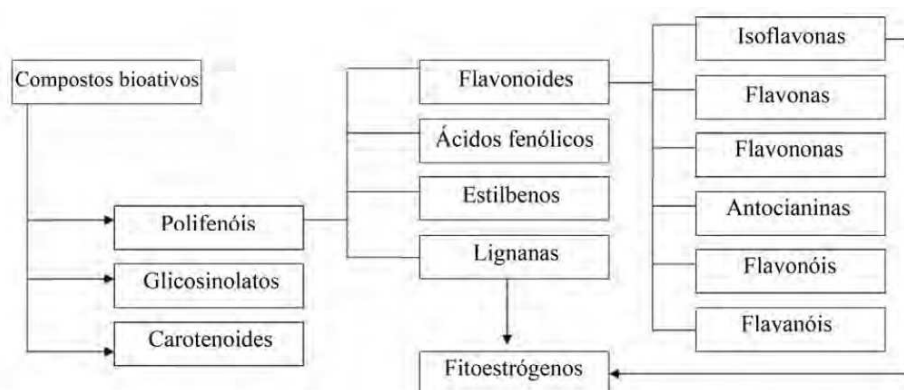 Compostos bioativos
Polifenóis
Glicosinolatos
Carotenoides
Flavonoides
Ácidos fenólicos
Estilbenos
Lignanas
Fitoestrógenos
Isoflavonas
Flavonas
Flavononas
Antocianinas
Flavonóis
Flavanóis